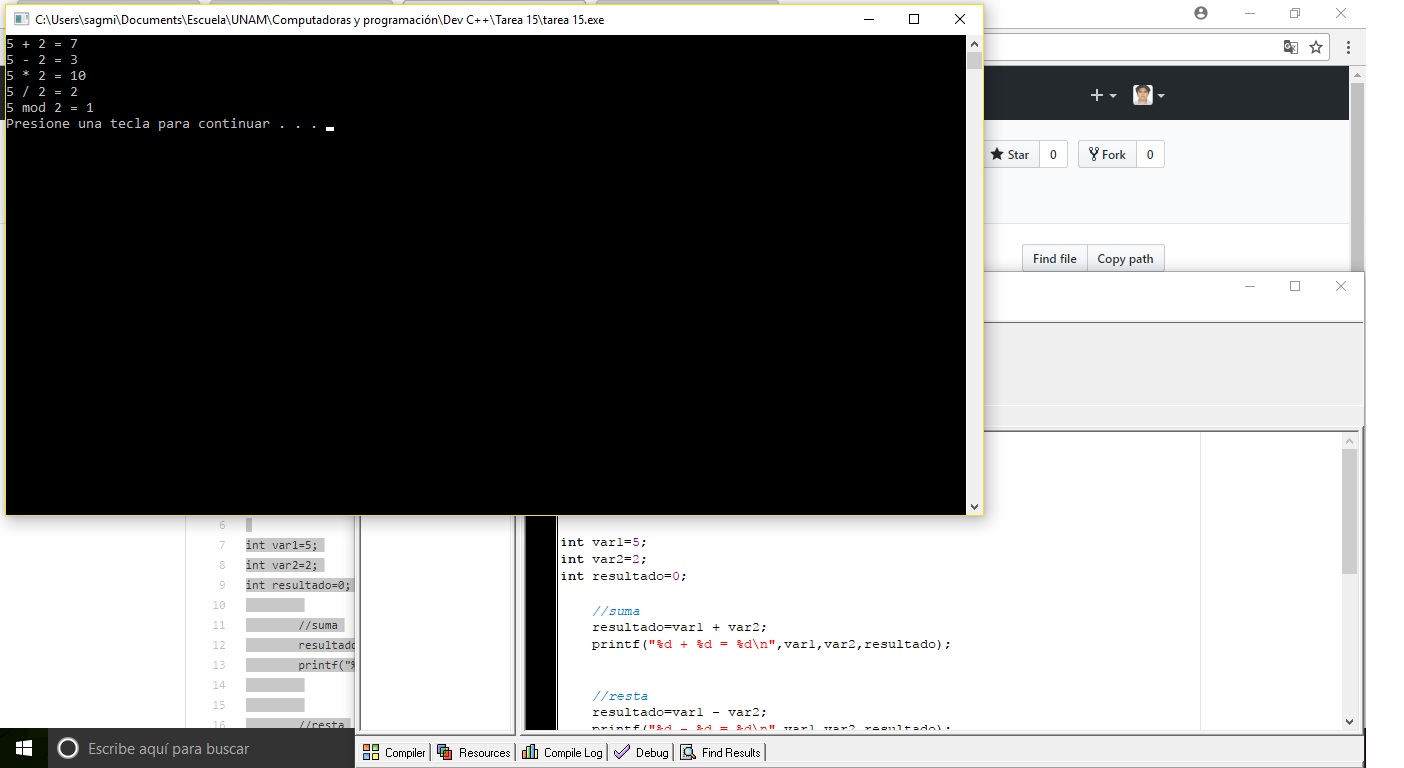 C:\Users\sagmi\Documents\Escuela\UNAM\Computadoras y programación\Dev C++\Tarea 15\tarea 15.exe
5 + 2 = 7
5 - 2 = 3
5 * 2 = 10
5 / 2 = 2
5 mod 2 = 1
Presione una tecla para continuar . . .
Star 0 Fork 0
Find file Copy path
6
7 int var1=5;
8 int var2=2;
9 int resultado=0;
10
11 //suma
12 resultado
13 printf("%
14
15
16 //resta
int var1=5;
int var2=2;
int resultado=0;
//suma
resultado=var1 + var2;
printf("%d + %d = %d\n",var1,var2,resultado);
//resta
resultado=var1 - var2;
printf("%d - %d = %d\n",var1,var2,resultado);
Escribe aquí para buscar
Compiler Resources Compile Log Debug Find Results